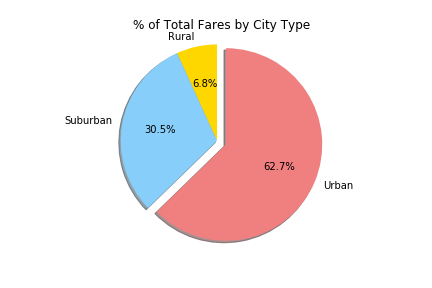 % of Total Fares by City Type
Rural
6.8%
Suburban
30.5%
62.7%
Urban